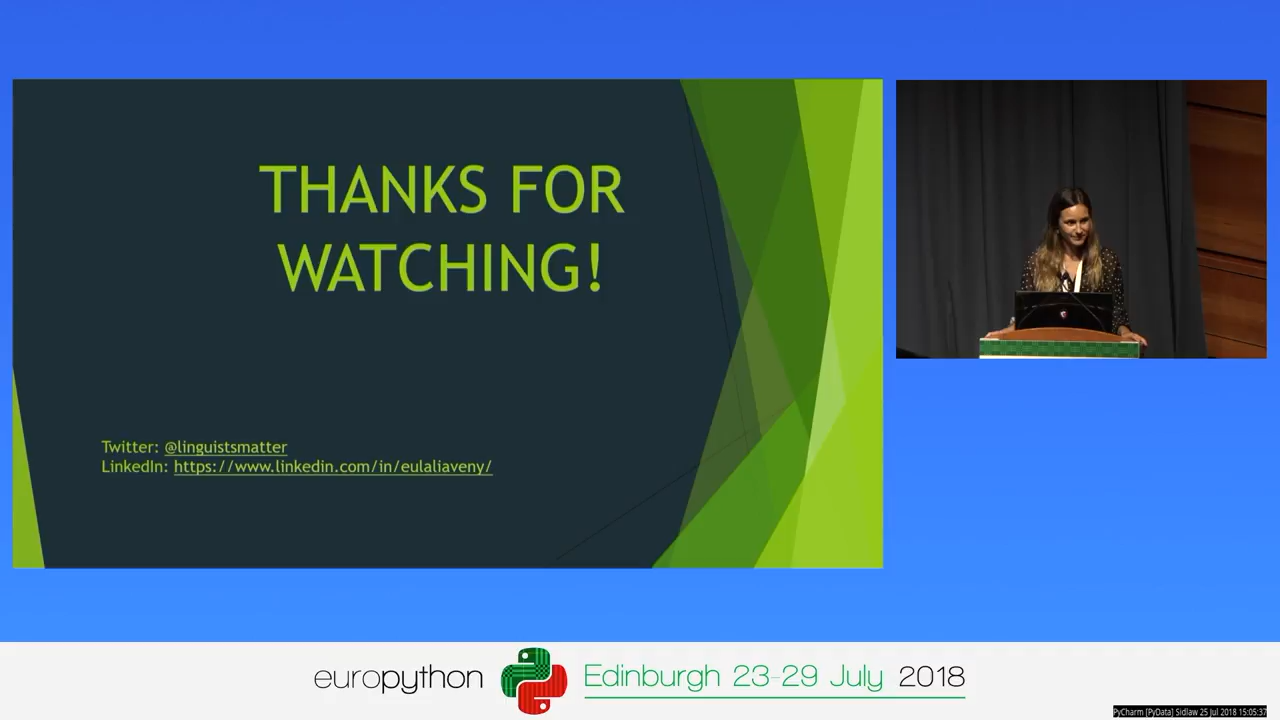 THANKS FOR
WATCHING!
Twitter: @linguistsmatter
LinkedIn: https://www.linkedin.com/in/eulaliaveny/
europython
Edinburgh 23-29 July 2018
PyCharm [PyData] Sidlaw 25 Jul 2018 15:05:37